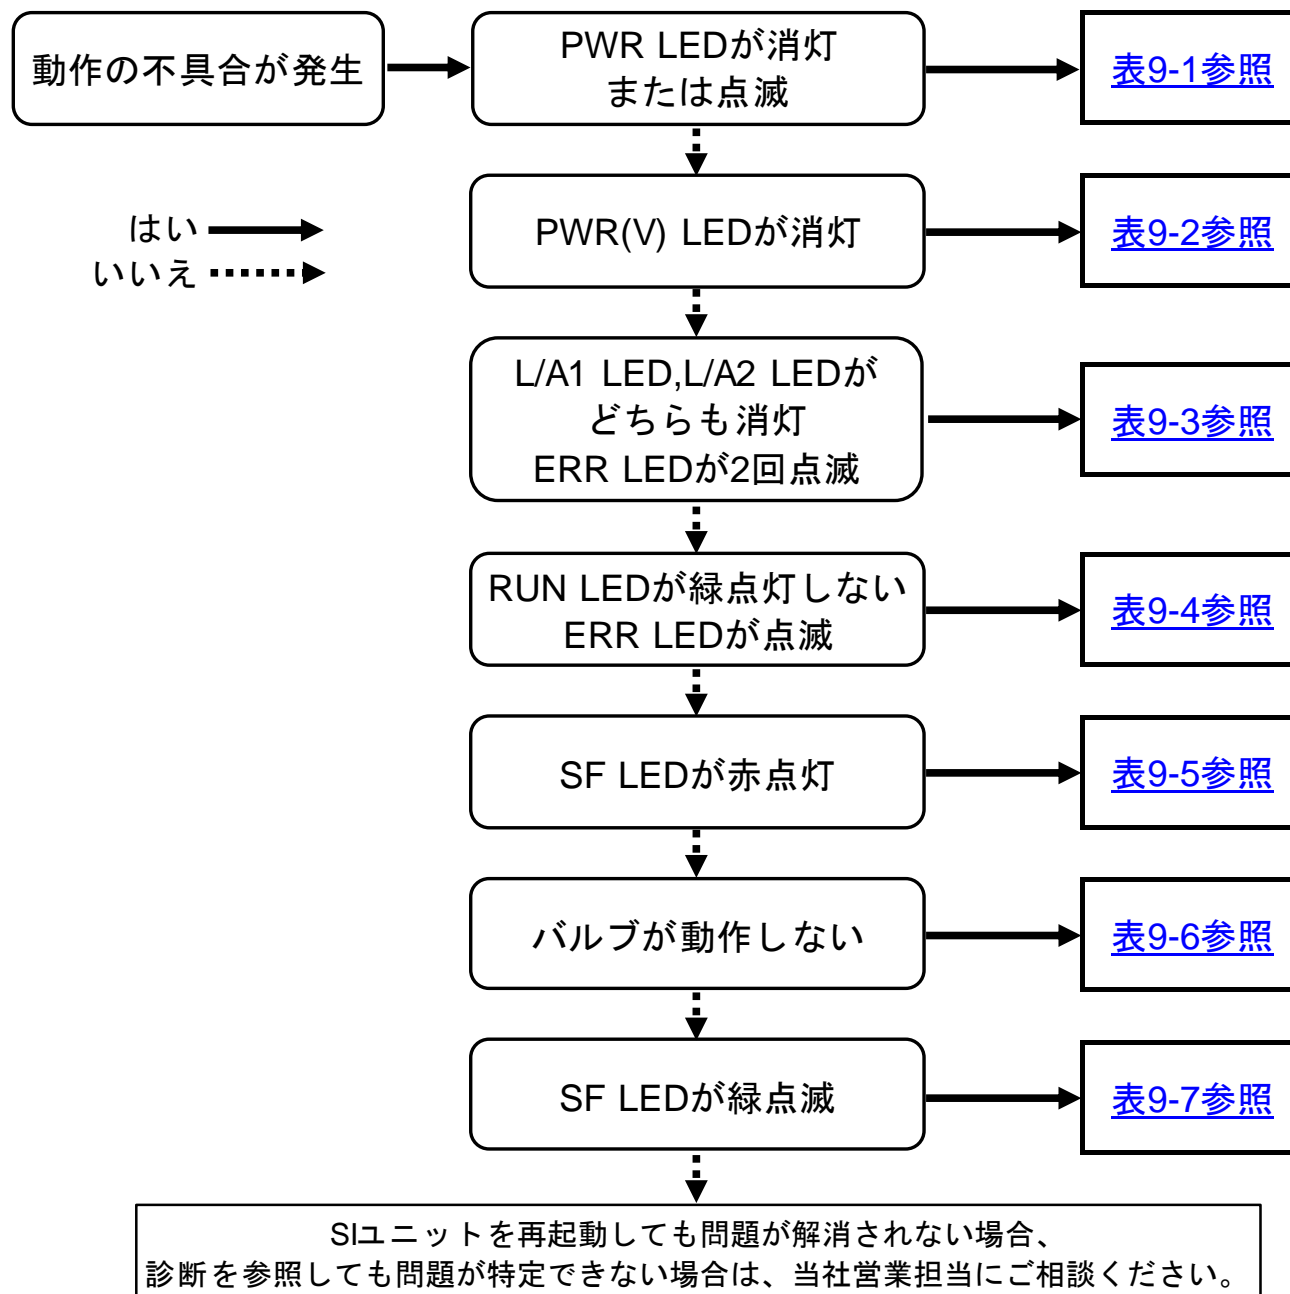 動作の不具合が発生
PWR LEDが消灯
または点滅
表9-1参照
はい
いいえ
PWR(V) LEDが消灯
表9-2参照
L/A1 LED,L/A2 LEDが
どちらも消灯
ERR LEDが2回点滅
表9-3参照
RUN LEDが緑点灯しない
ERR LEDが点滅
表9-4参照
SF LEDが赤点灯
表9-5参照
バルブが動作しない
表9-6参照
SF LEDが緑点滅
表9-7参照
SIユニットを再起動しても問題が解消されない場合、
診断を参照しても問題が特定できない場合は、当社営業担当にご相談ください。